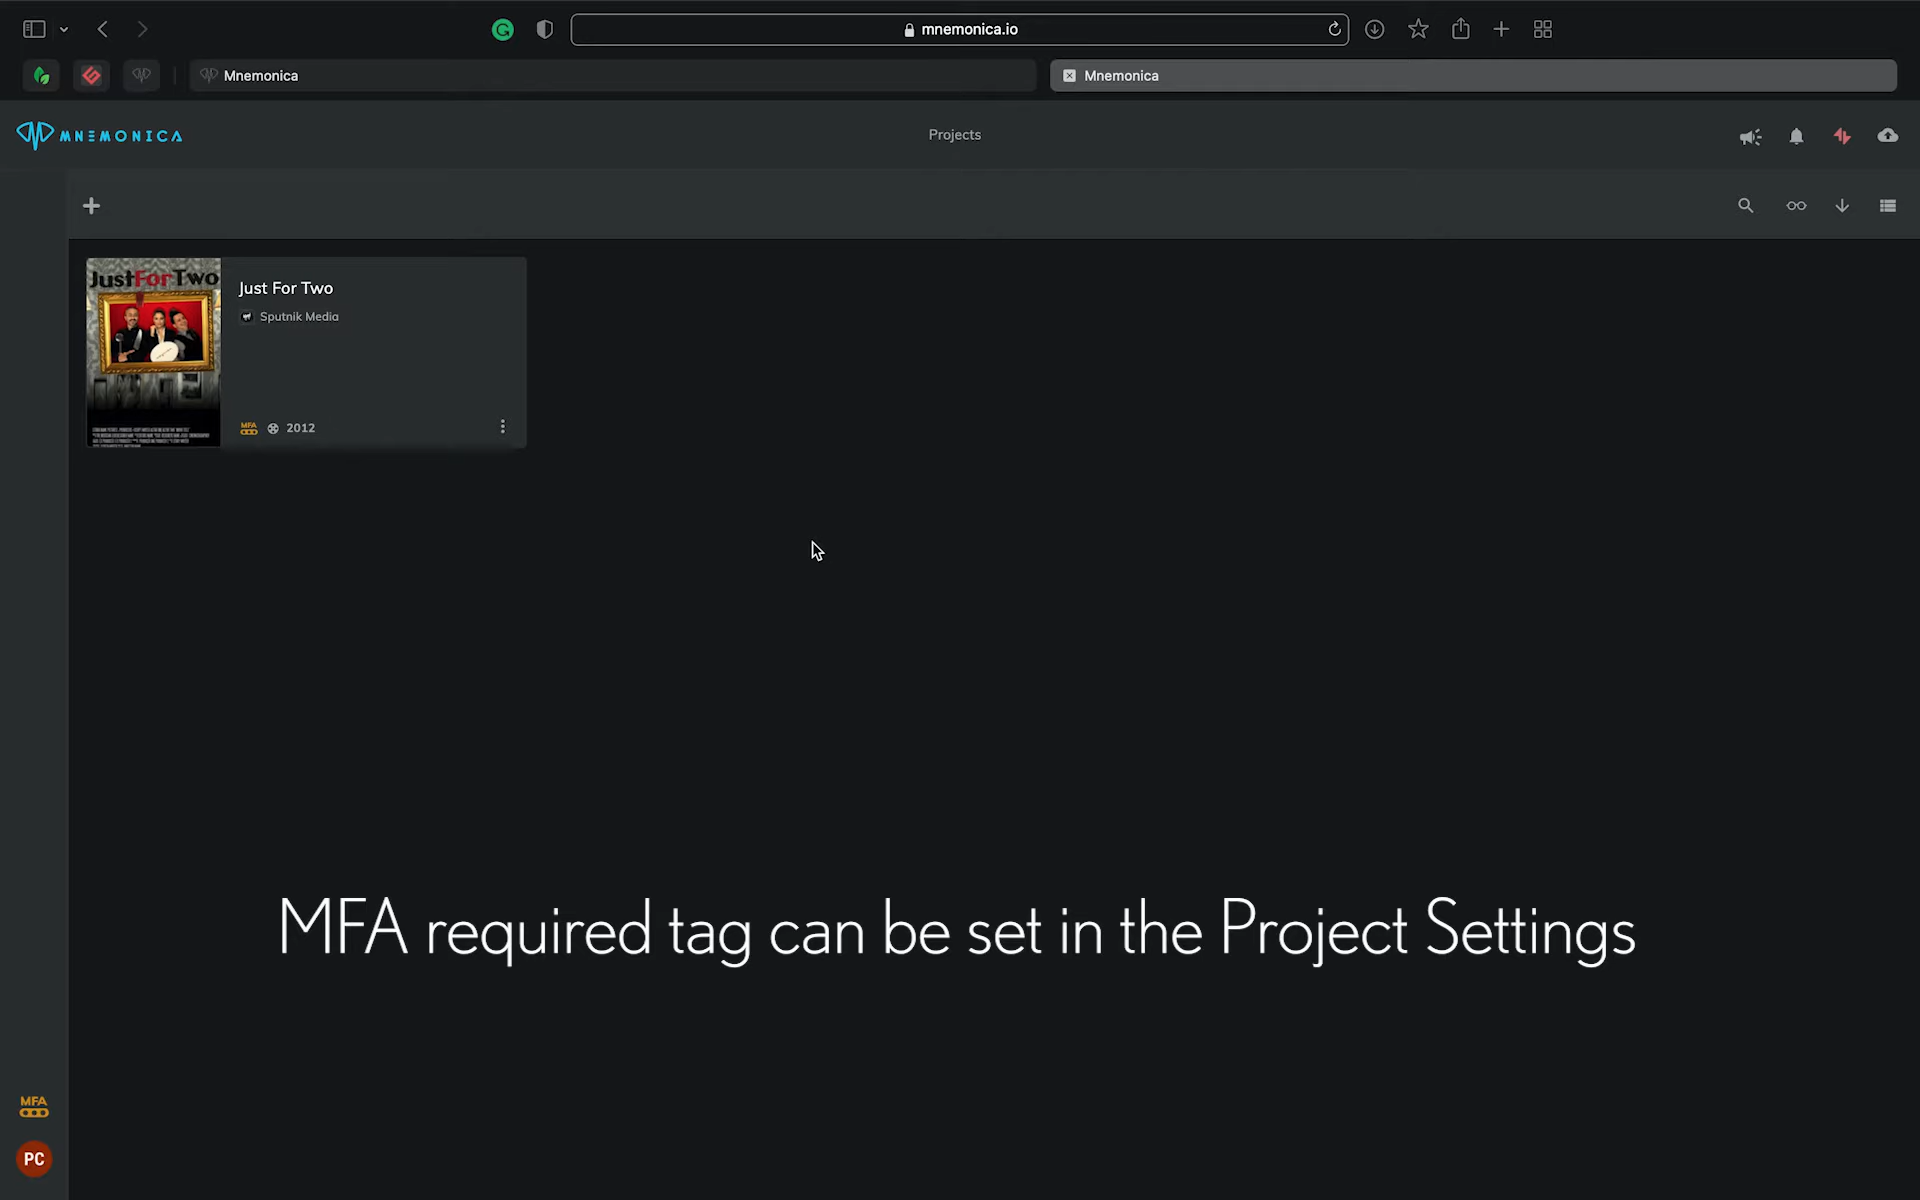 mnemonica.io
Mnemonica
Mnemonica
MNEMONICA
Projects
JustForTwo
Just For Two
Sputnik Media
MFA
2012
MFA required tag can be set in the Project Settings
MFA
PC